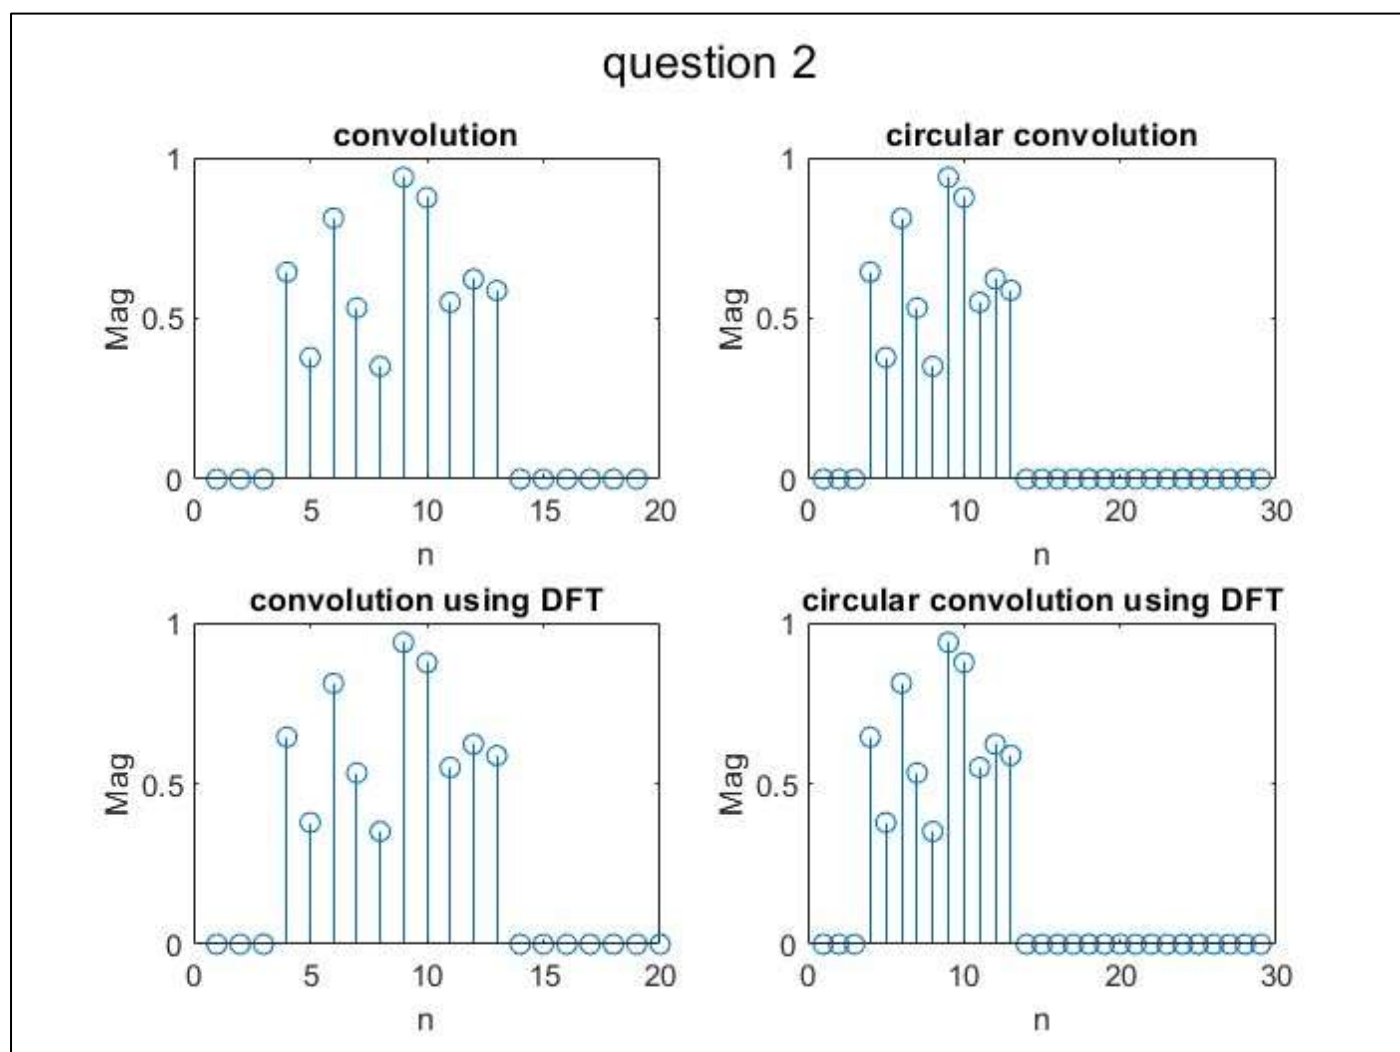 question 2
convolution
Mag
1
0.5
0
0 5 10 15 20
n
circular convolution
Mag
1
0.5
0
0 10 20 30
n
convolution using DFT
Mag
1
0.5
0
0 5 10 15 20
n
circular convolution using DFT
Mag
1
0.5
0
0 10 20 30
n